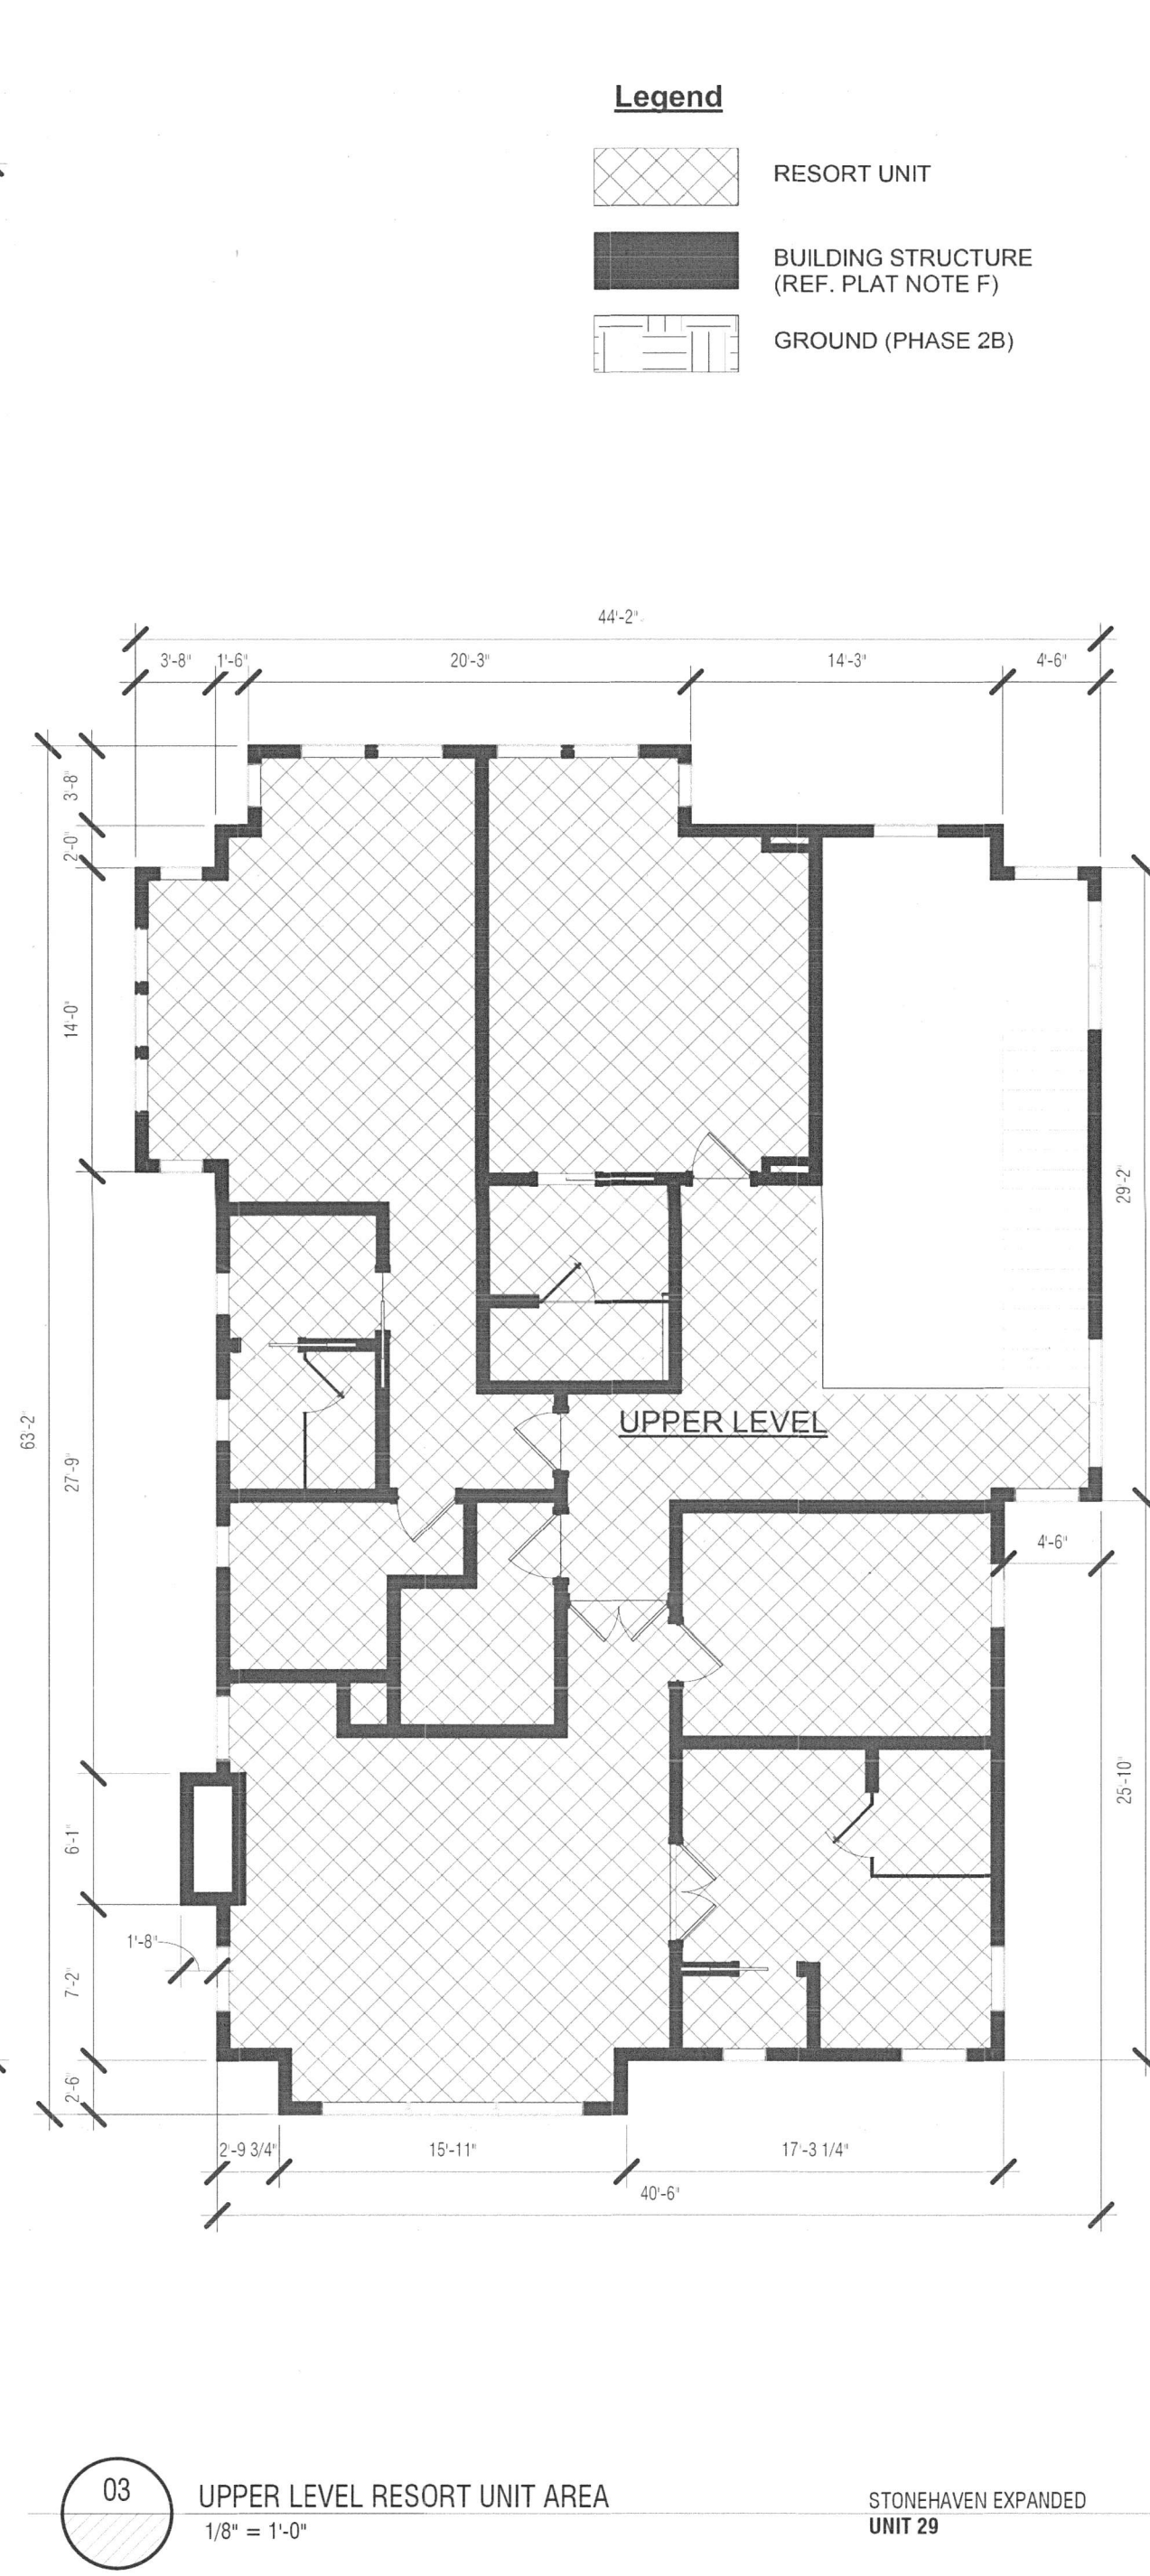 Legend
RESORT UNIT
BUILDING STRUCTURE
(REF. PLAT NOTE F)
GROUND (PHASE 2B)
44'-2"
3'-8"
1'-6"
20'-3"
14'-3"
4'-6"
3'-8"
2'-0"
14'-0"
29'-2"
63'-2"
27'-9"
UPPER LEVEL
4'-6"
25'-10"
6'-1"
1'-8"
7'-2"
2'-6"
2'-9 3/4"
15'-11"
17'-3 1/4"
40'-6"
03
UPPER LEVEL RESORT UNIT AREA
1/8" = 1'-0"
STONEHAVEN EXPANDED
UNIT 29